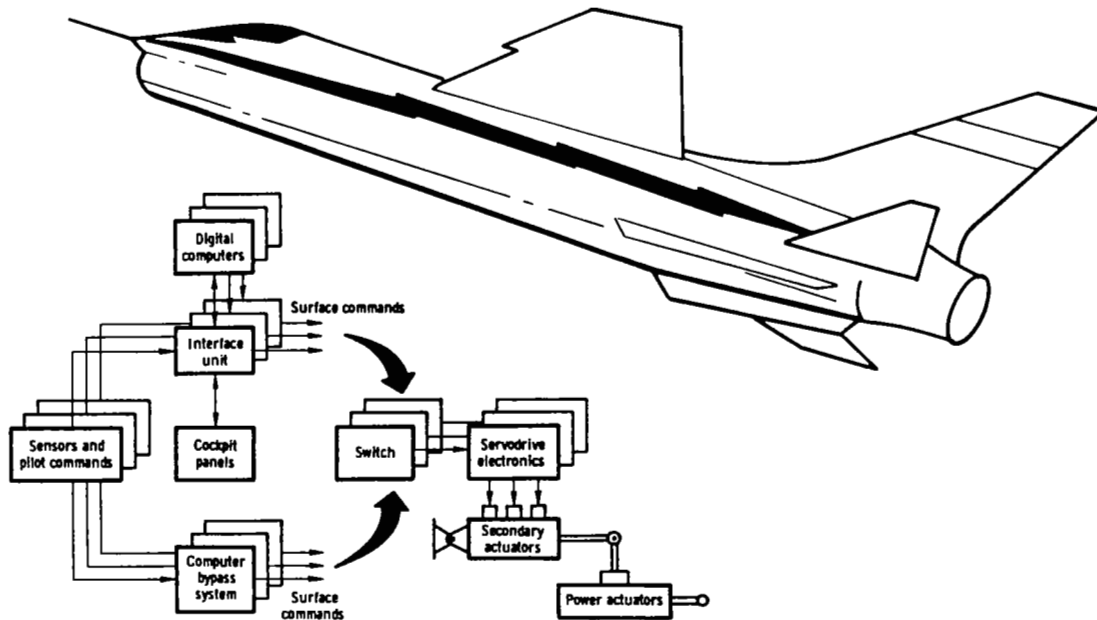 Digital
computers
Surface commands
Interface
unit
Sensors and
pilot commands
Cockpit
panels
Switch
Servodrive
electronics
Secondary
actuators
Computer
bypass
system
Surface
commands
Power actuators